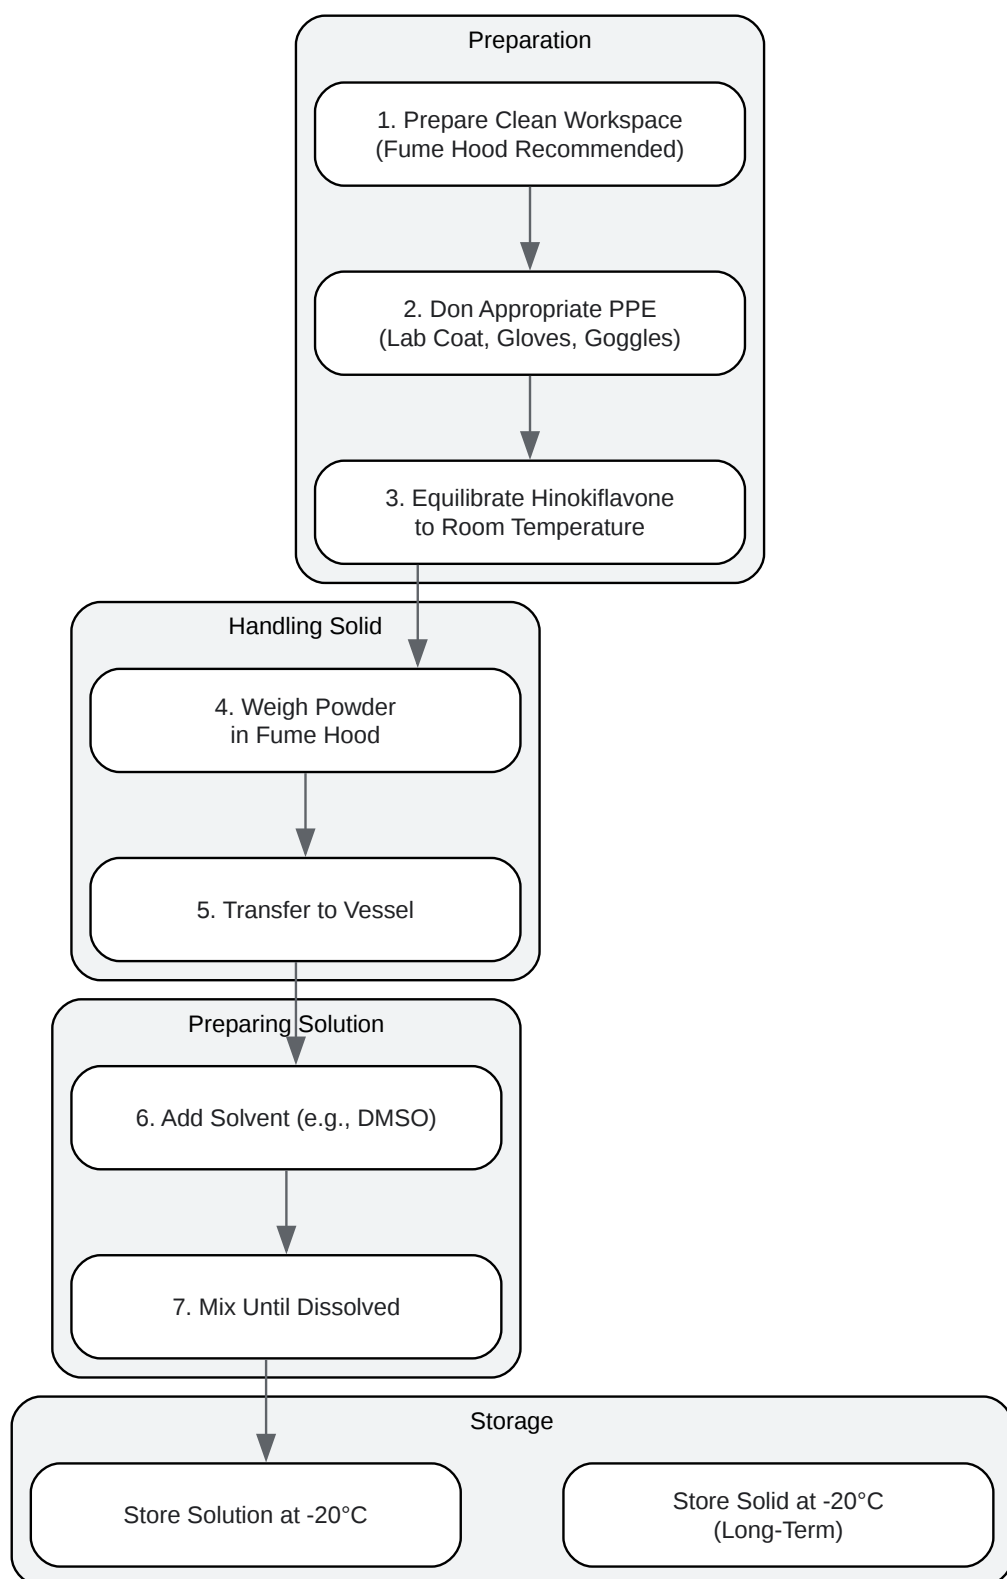 Preparation
1. Prepare Clean Workspace
(Fume Hood Recommended)
2. Don Appropriate PPE
(Lab Coat, Gloves, Goggles)
3. Equilibrate Hinokiflavone
to Room Temperature
Handling Solid
4. Weigh Powder
in Fume Hood
5. Transfer to Vessel
Preparing Solution
6. Add Solvent (e.g., DMSO)
7. Mix Until Dissolved
Storage
Store Solution at -20°C
Store Solid at -20°C
(Long-Term)